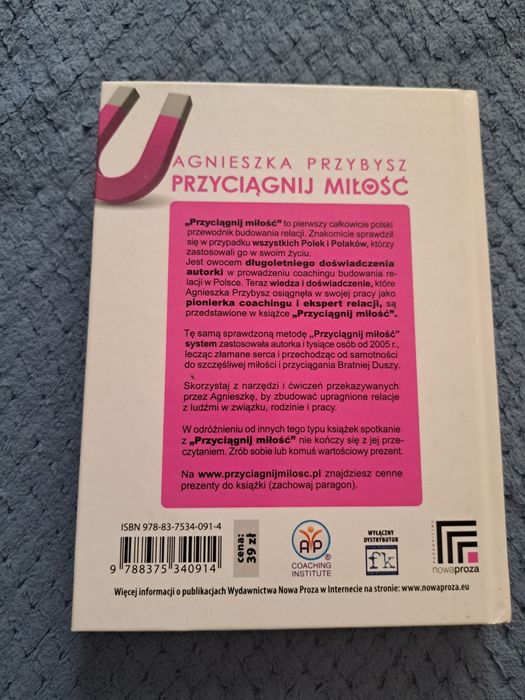 AGNIESZKA PRZYBYSZ
PRZYCIĄGNIJ MIŁOŚĆ
„Przyciągnij miłość” to pierwszy całkowicie polski
przewodnik budowania relacji. Znakomicie sprawdził
się w przypadku wszystkich Polek i Polaków, którzy
zastosowali go w swoim życiu.
Jest owocem długoletniego doświadczenia
autorki w prowadzeniu coachingu budowania re-
lacji w Polsce. Teraz wiedza i doświadczenie, które
Agnieszka Przybysz osiągnęła w swojej pracy jako
pionierka coachingu i ekspert relacji, są
przedstawione w książce „Przyciągnij miłość”.
Tę samą sprawdzoną metodę „Przyciągnij miłość”
system zastosowała autorka i tysiące osób od 2005 r.,
lecząc złamane serca i przechodząc od samotności
do szczęśliwej miłości i przyciągania Bratniej Duszy.
Skorzystaj z narzędzi i ćwiczeń przekazywanych
przez Agnieszkę, by zbudować upragnione relacje
z ludźmi w związku, rodzinie i pracy.
W odróżnieniu od innych tego typu książek spotkanie
z „Przyciągnij miłość” nie kończy się z jej prze-
czytaniem. Zrób sobie lub komuś wartościowy prezent.
Na www.przyciagnijmilosc.pl znajdziesz cenne
prezenty do książki (zachowaj paragon).
ISBN 978-83-7534-091-4
9 788375 340914
cena:
39 zł
AP
®
COACHING
INSTITUTE
WYŁĄCZNY
DYSTRYBUTOR
fk
wydawnictwo
nowaproza
Więcej informacji o publikacjach Wydawnictwa Nowa Proza w Internecie na stronie: www.nowaproza.eu